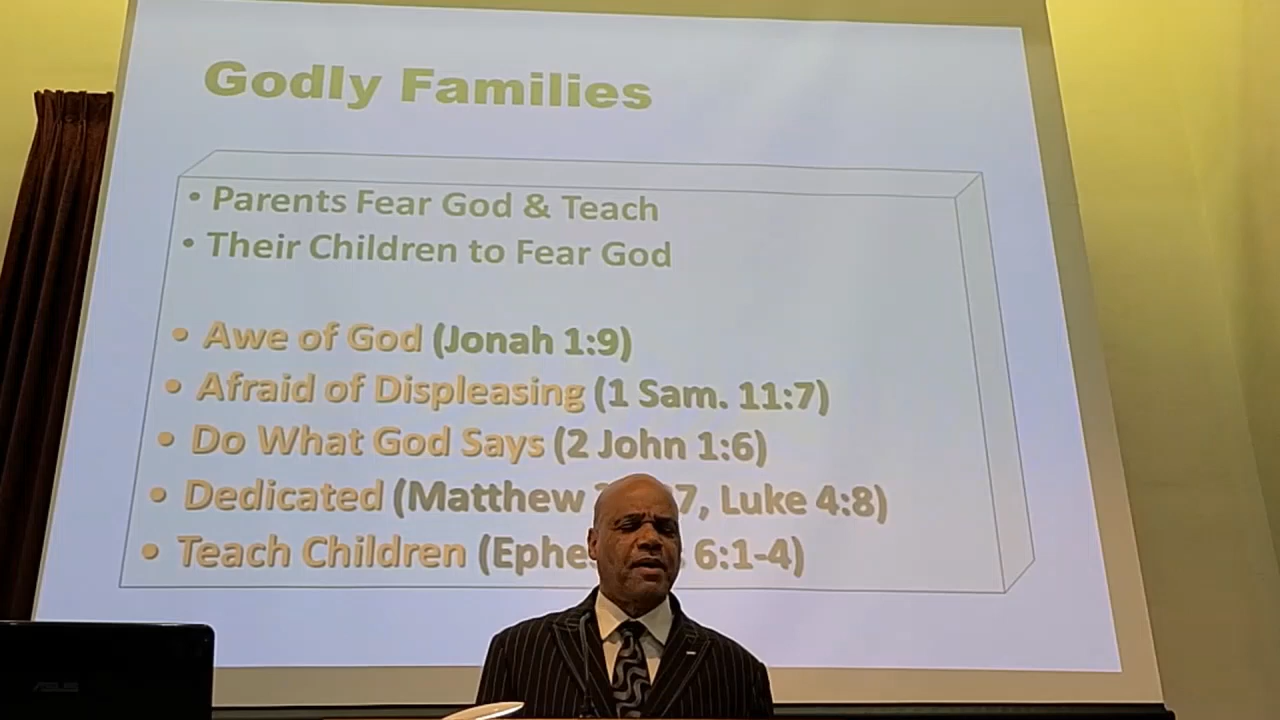 Godly Families
• Parents Fear God & Teach
• Their Children to Fear God
• Awe of God (Jonah 1:9)
• Afraid of Displeasing (1 Sam. 11:7)
• Do What God Says (2 John 1:6)
• Dedicated (Matthew 7, Luke 4:8)
• Teach Children (Ephe 6:1-4)
ASUS